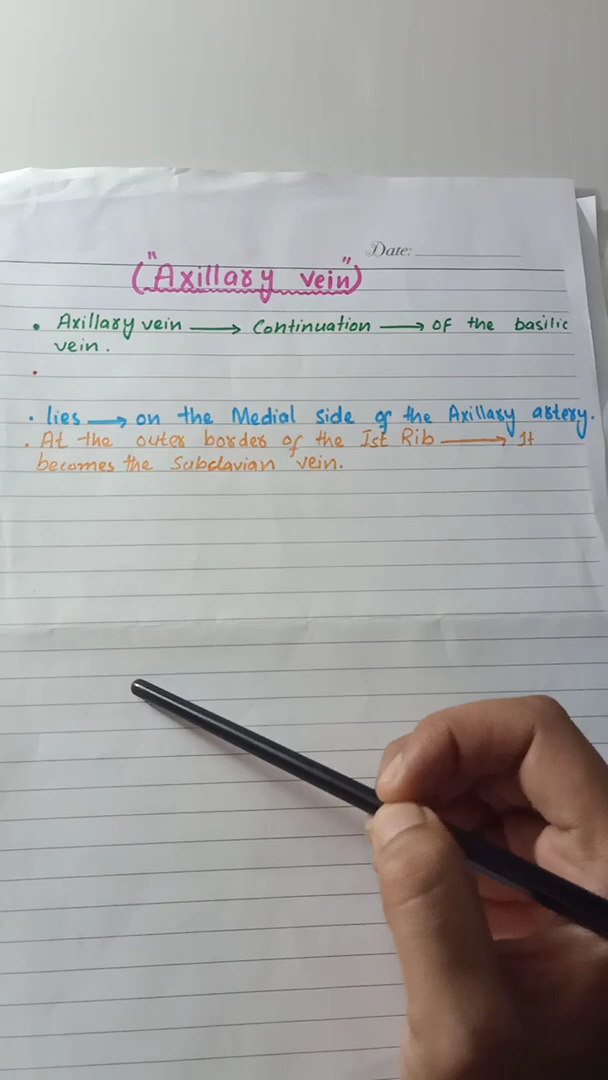 Date:
("Axillary vein")
• Axillary vein → Continuation → of the basilic
vein.
•
• lies → on the Medial side of the Axillary artery.
• At the outer border of the Ist Rib → It
becomes the Subclavian vein.